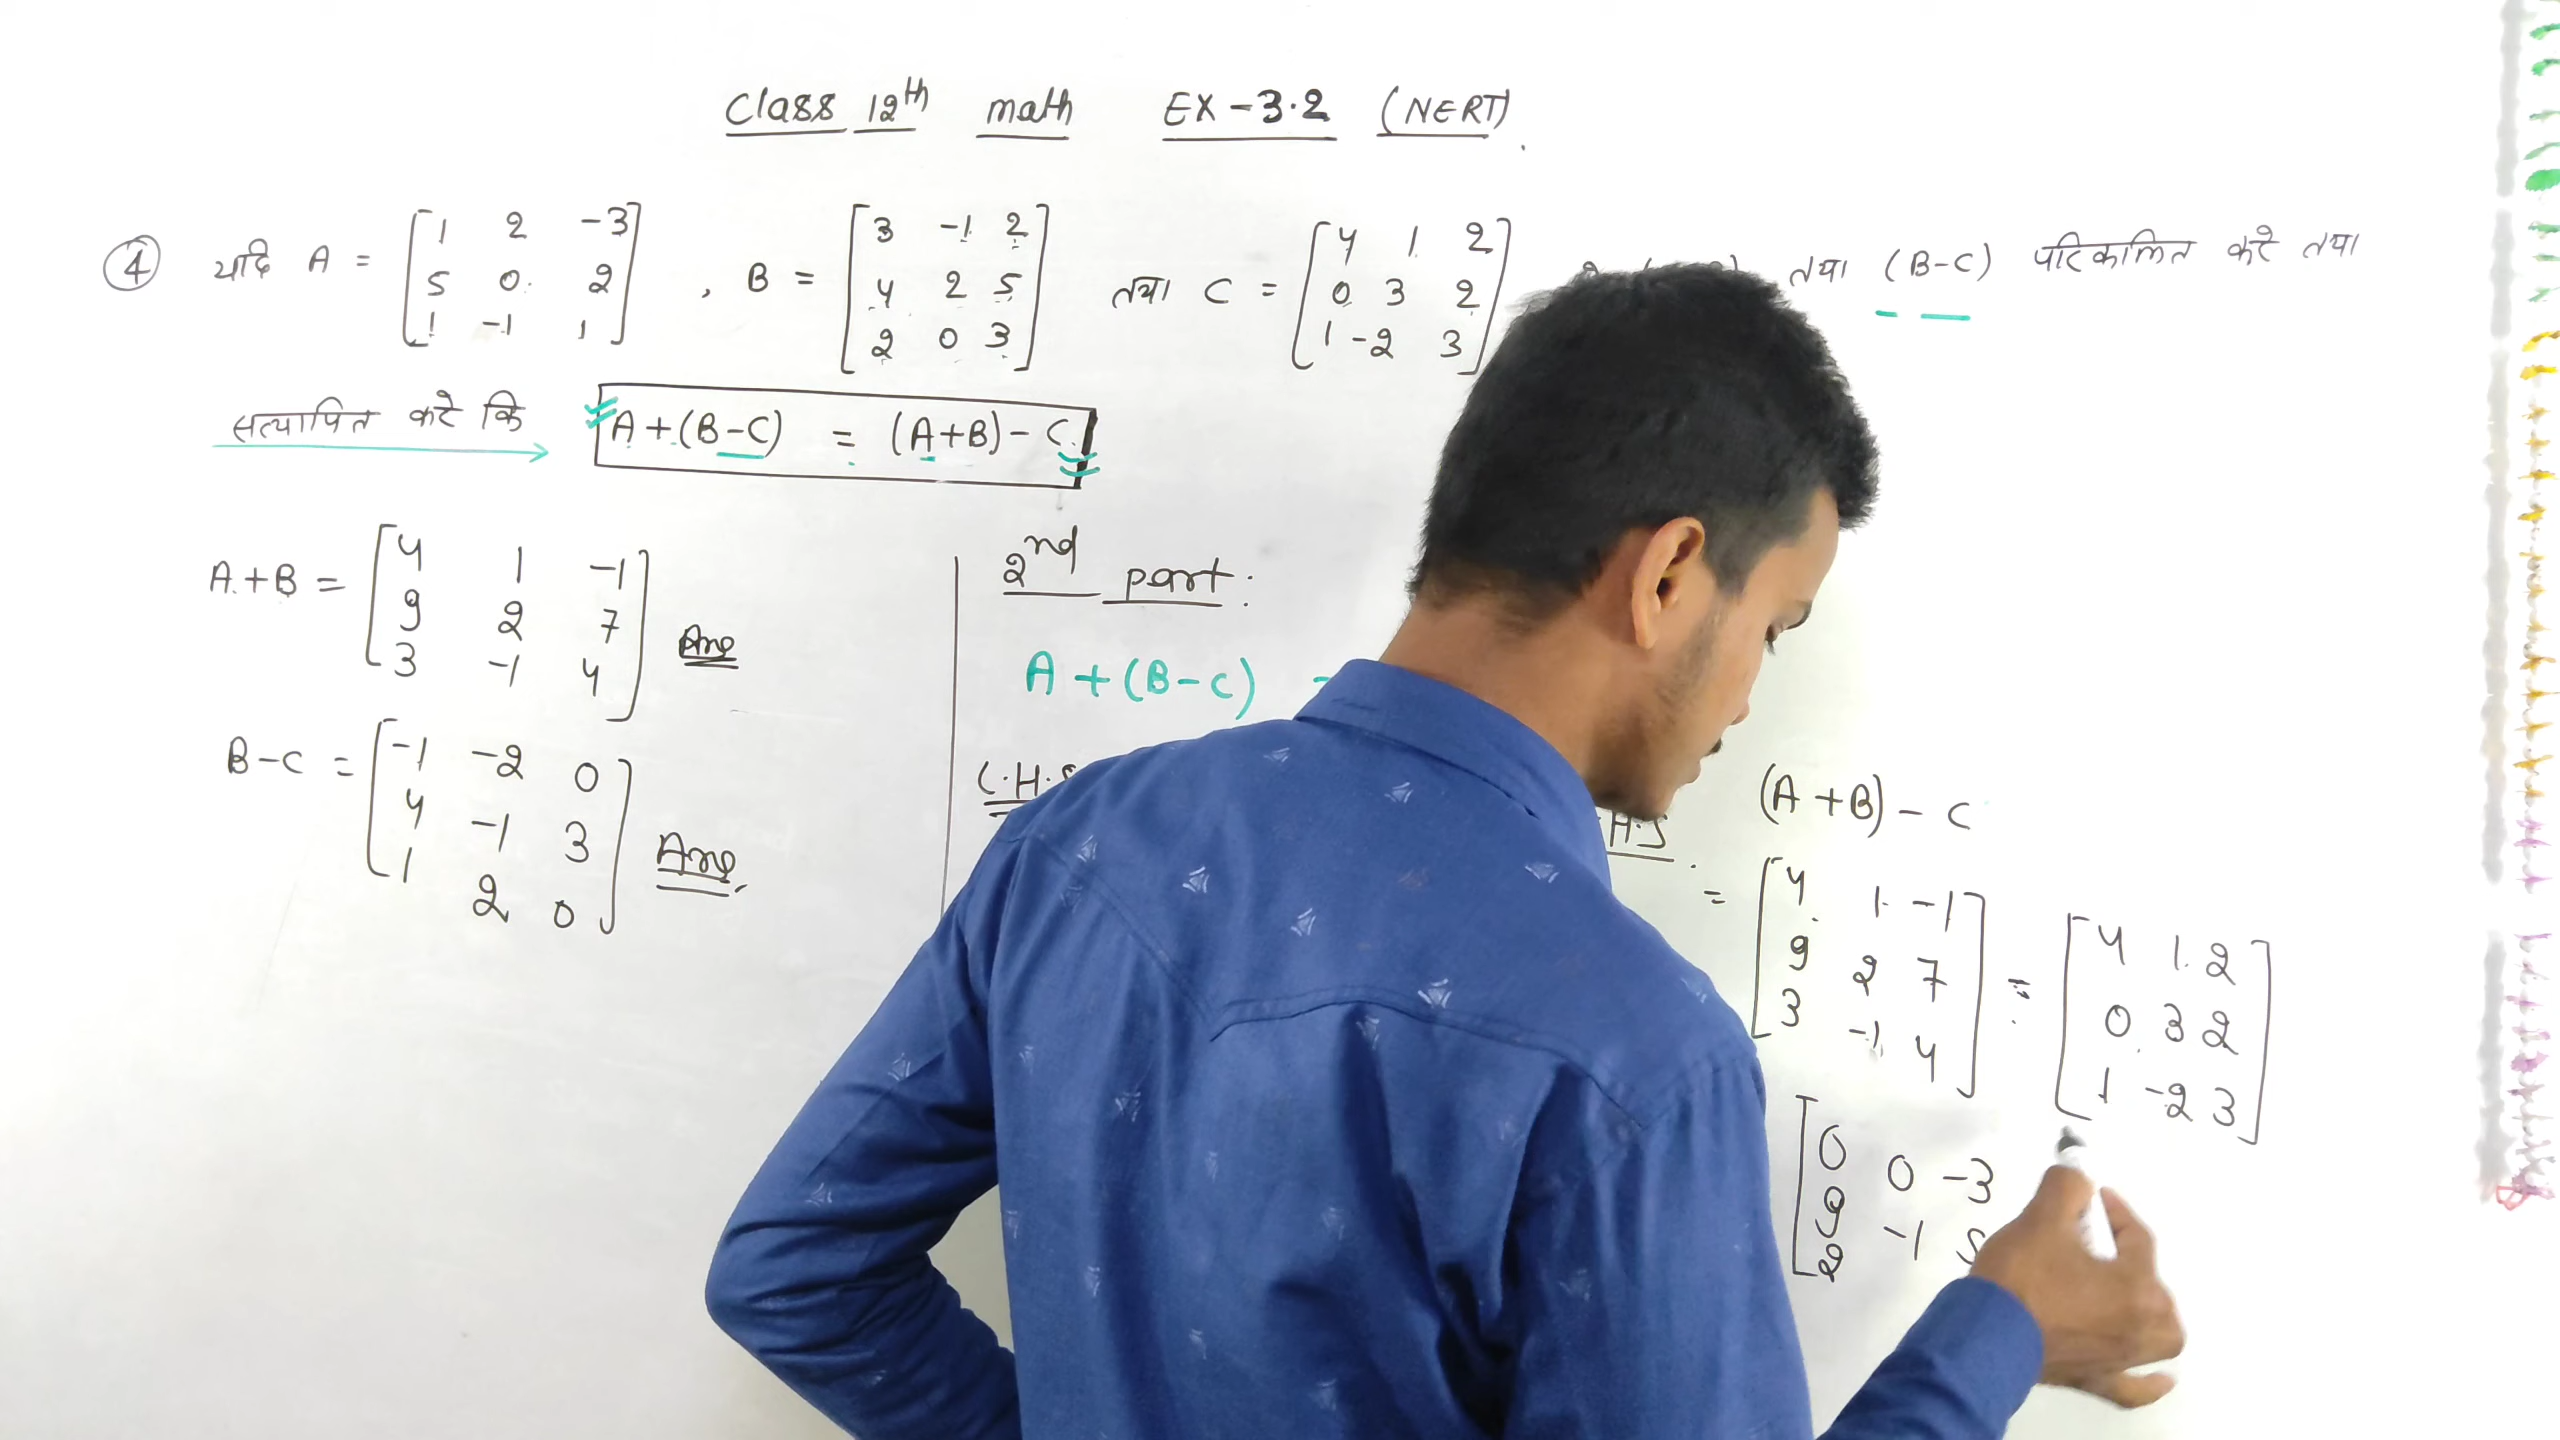 Class 12th math EX-3.2 (NERT)
④ यदि A = [1 2 -3 , B = [3 -1 2 तथा C = [4 1 2 तथा (B-C) परिकलित करे तथा
5 0 2 4 2 5 0 3 2
1 -1 1] 2 0 3] 1 -2 3]
सत्यापित करे कि A+(B-C) = (A+B)-C
A+B = [4 1 -1
9 2 7
3 -1 4] Ans
B-C = [-1 -2 0
4 -1 3
1 2 0] Ans
2nd part:
A+(B-C)
L.H.S
H.S (A+B)-C
= [4 1 -1
9 2 7
3 -1 4]
= [4 1 2
0 3 2
1 -2 3]
[0 0 -3
9 -1 5
2